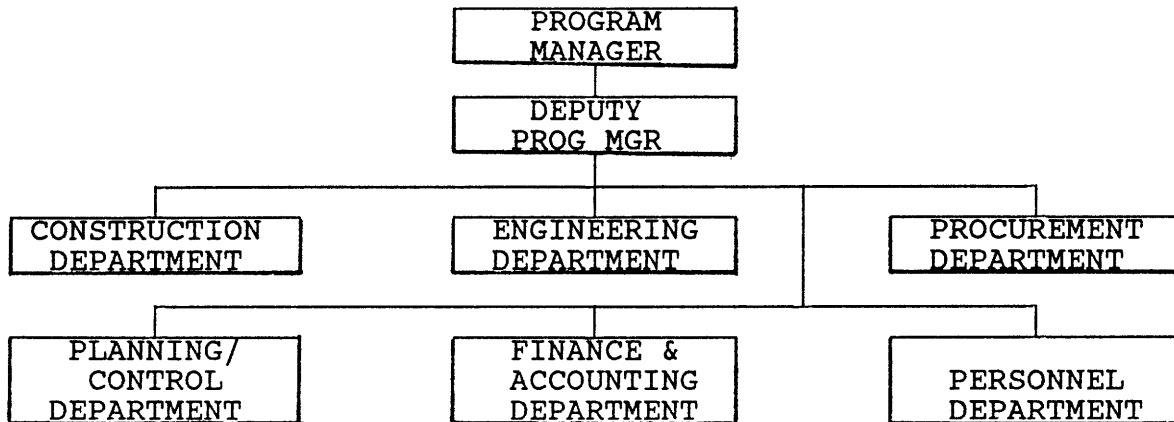 PROGRAM
MANAGER
DEPUTY
PROG MGR
CONSTRUCTION
DEPARTMENT
ENGINEERING
DEPARTMENT
PROCUREMENT
DEPARTMENT
PLANNING/
CONTROL
DEPARTMENT
FINANCE &
ACCOUNTING
DEPARTMENT
PERSONNEL
DEPARTMENT